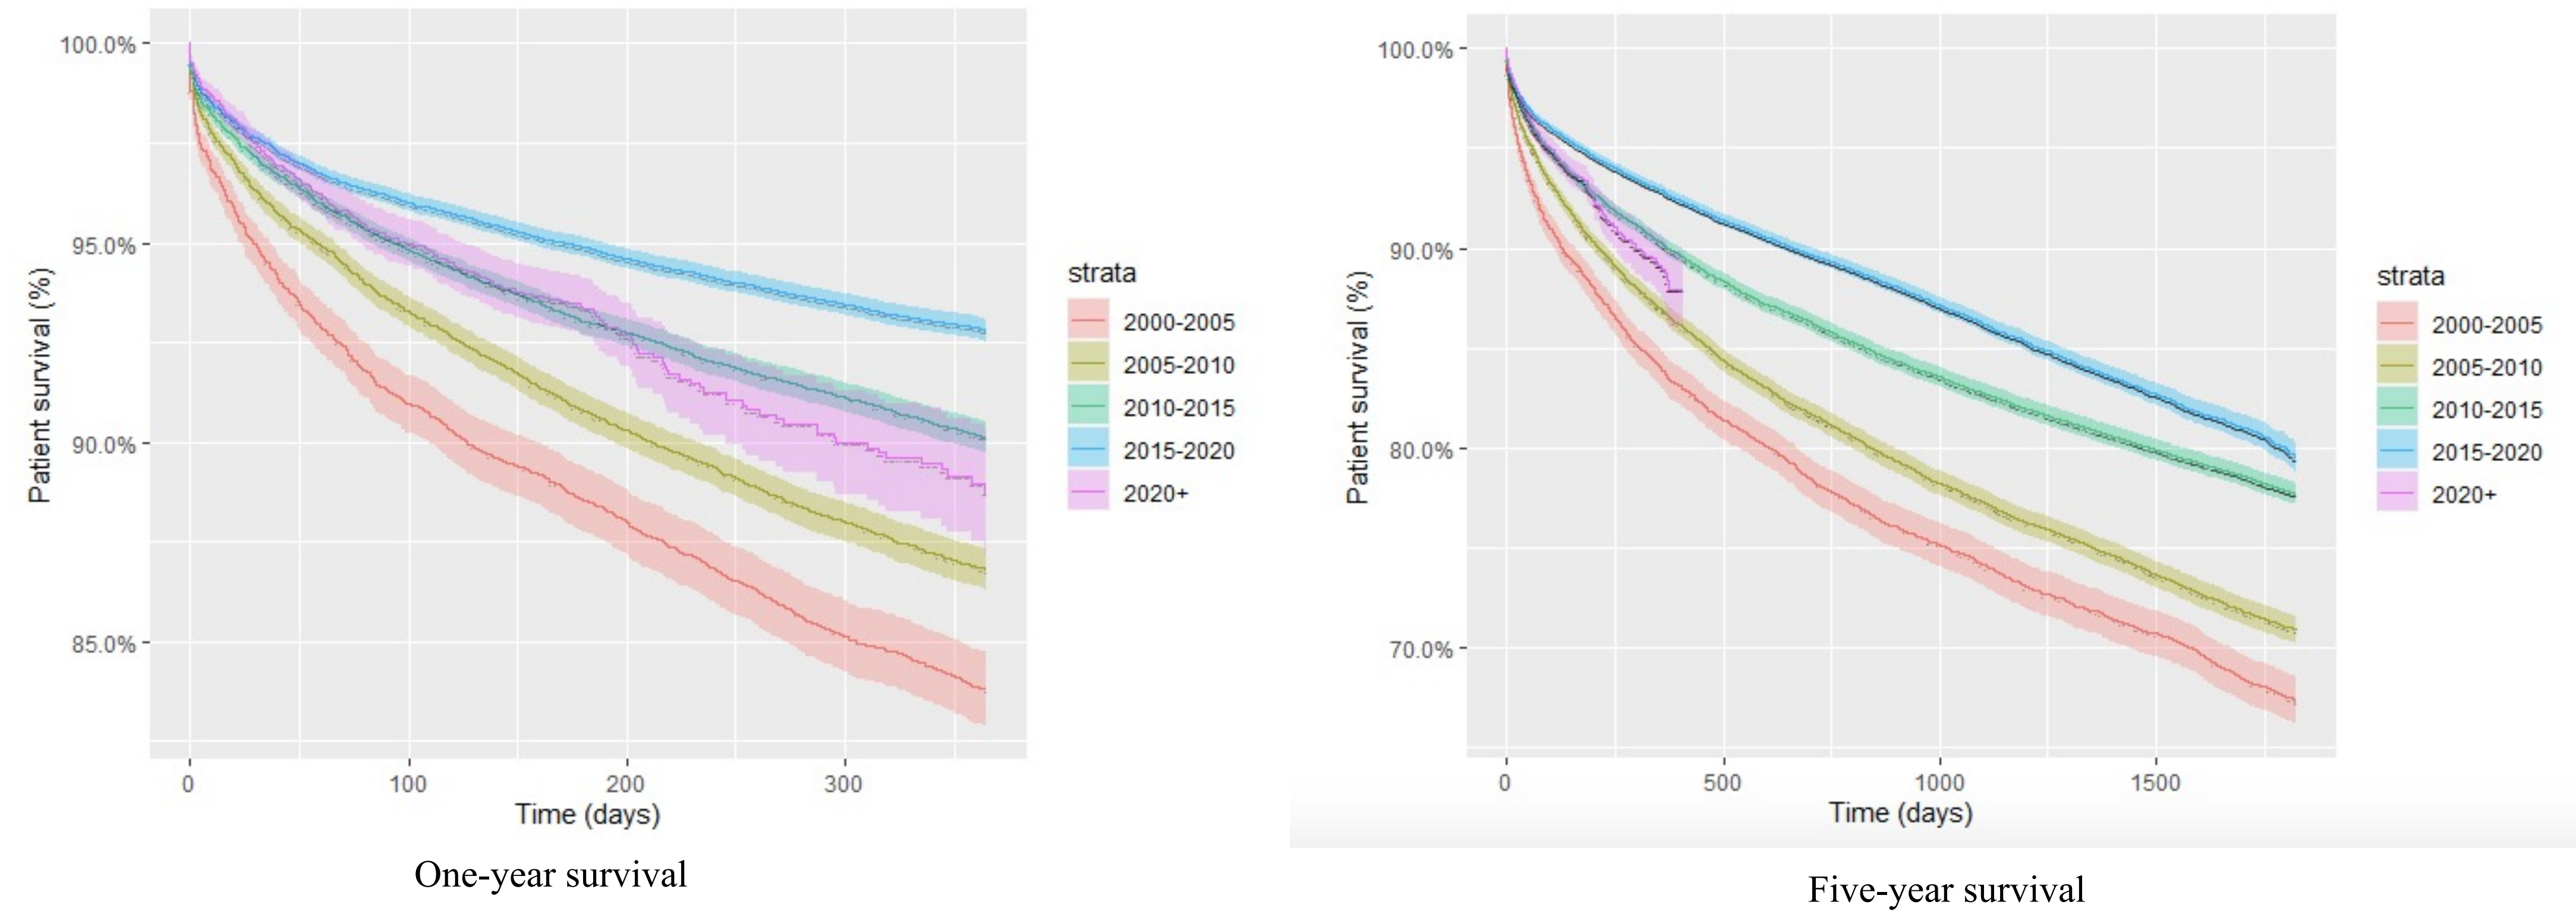 100.0%
95.0%
90.0%
85.0%
Patient survival (%)
0 100 200 300
Time (days)
strata
2000-2005
2005-2010
2010-2015
2015-2020
2020+
One-year survival
100.0%
90.0%
80.0%
70.0%
Patient survival (%)
0 500 1000 1500
Time (days)
strata
2000-2005
2005-2010
2010-2015
2015-2020
2020+
Five-year survival